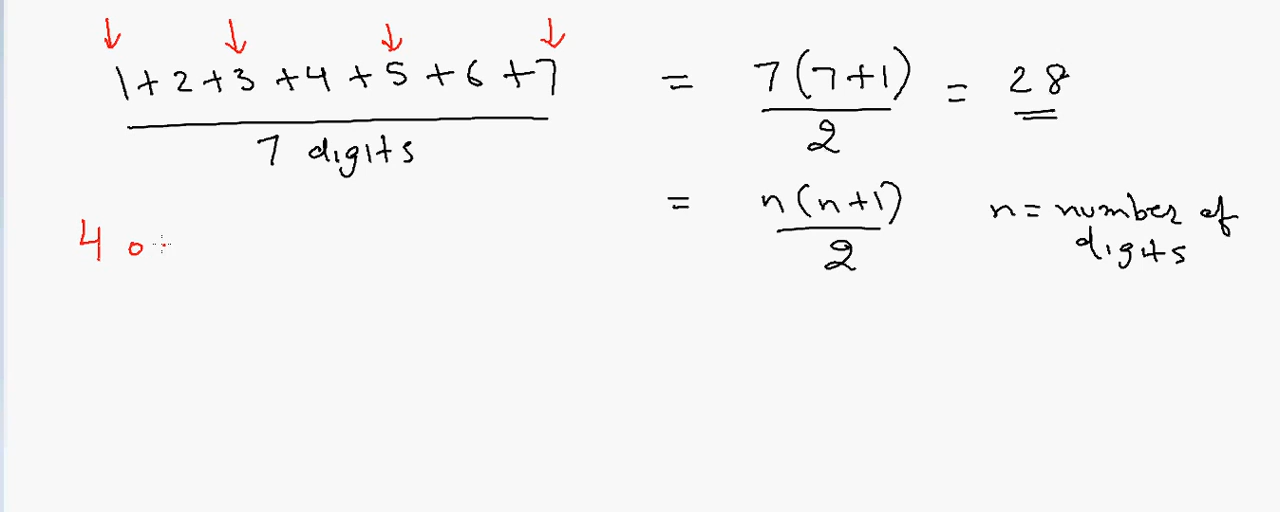 1+2+3+4+5+6+7 = 7(7+1)/2 = 28
7 digits
= n(n+1)/2 n=number of digits
4